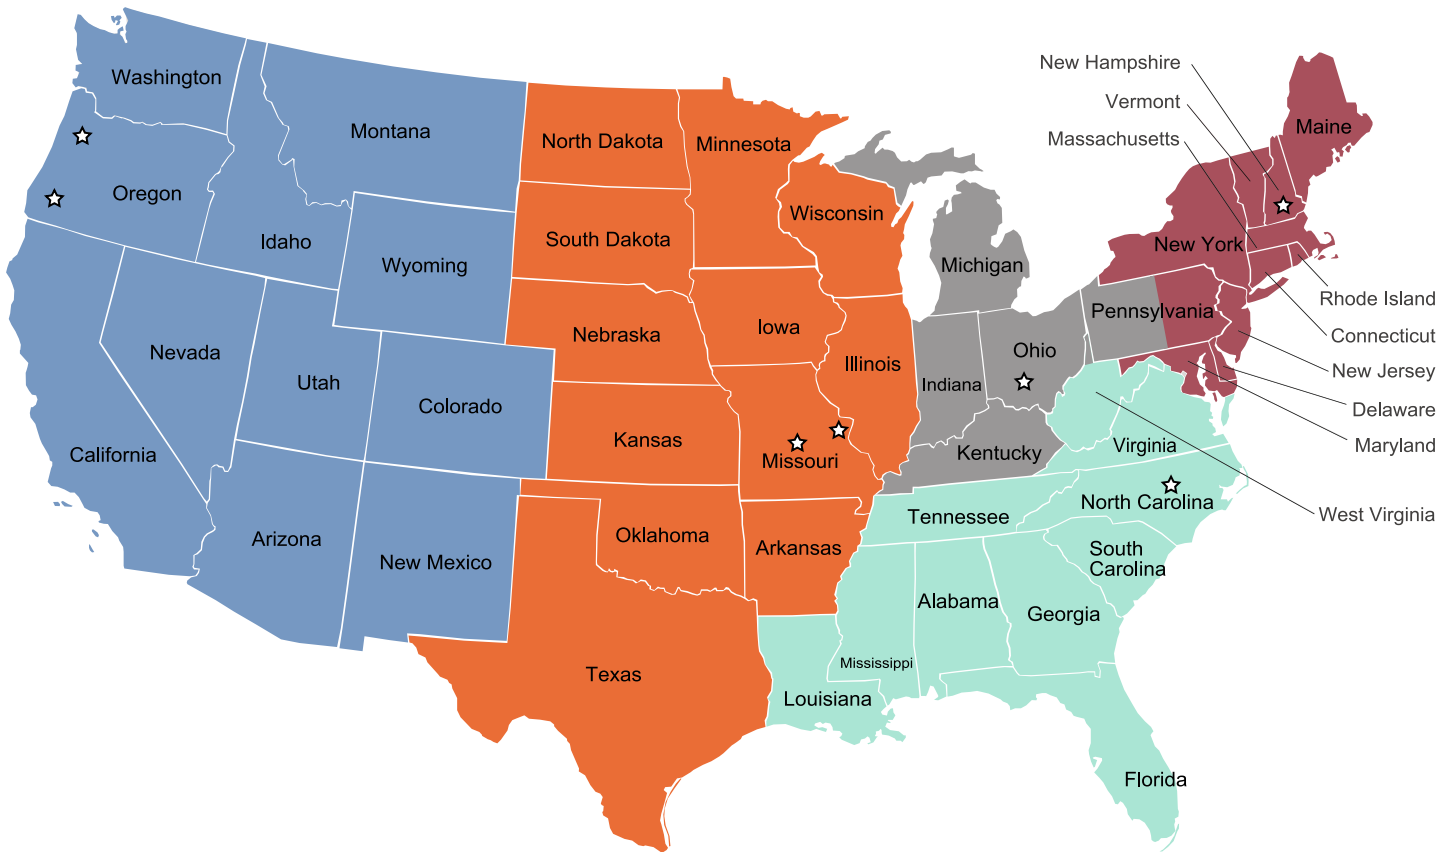 New Hampshire
Washington
Vermont
Maine
Montana
North Dakota
Minnesota
Massachusetts
Oregon
Wisconsin
Idaho
South Dakota
New York
Wyoming
Michigan
Rhode Island
Pennsylvania
Iowa
Nebraska
Connecticut
Nevada
Ohio
Illinois
New Jersey
Utah
Indiana
Colorado
Delaware
Kansas
Virginia
Maryland
California
Kentucky
Missouri
North Carolina
West Virginia
Tennessee
Arizona
Oklahoma
Arkansas
South
Carolina
New Mexico
Alabama
Georgia
Mississippi
Texas
Louisiana
Florida